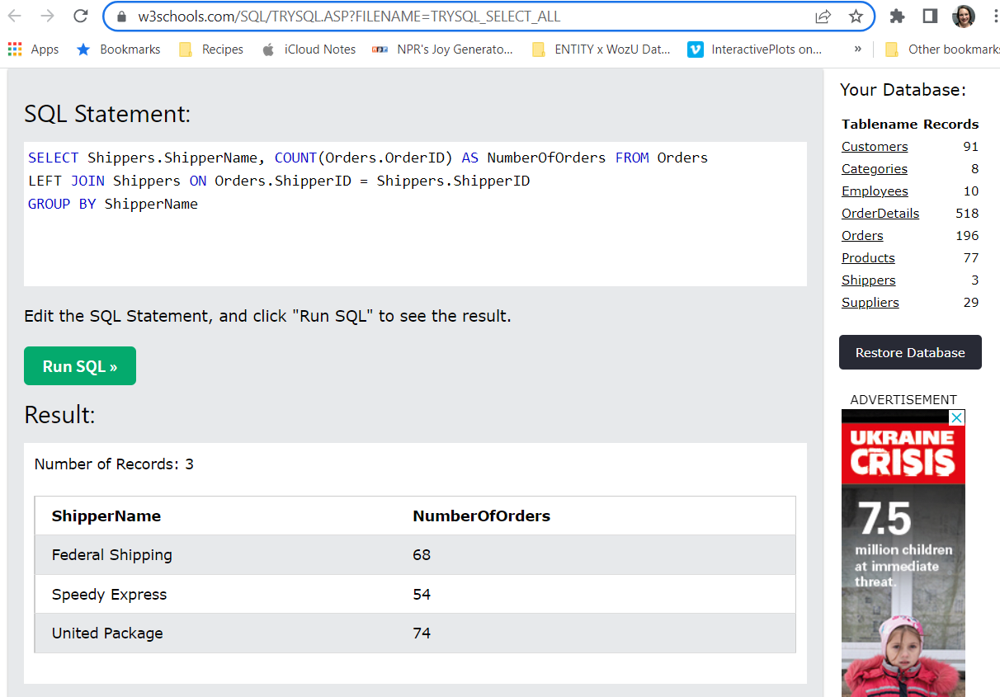 w3schools.com/SQL/TRYSQL.ASP?FILENAME=TRYSQL_SELECT_ALL
Apps Bookmarks Recipes iCloud Notes NPR's Joy Generato... ENTITY x WozU Dat... InteractivePlots on... » Other bookmarks
SQL Statement:
SELECT Shippers.ShipperName, COUNT(Orders.OrderID) AS NumberOfOrders FROM Orders
LEFT JOIN Shippers ON Orders.ShipperID = Shippers.ShipperID
GROUP BY ShipperName
Edit the SQL Statement, and click "Run SQL" to see the result.
Run SQL »
Result:
Number of Records: 3
ShipperName NumberOfOrders
Federal Shipping 68
Speedy Express 54
United Package 74
Your Database:
Tablename Records
Customers 91
Categories 8
Employees 10
OrderDetails 518
Orders 196
Products 77
Shippers 3
Suppliers 29
Restore Database
ADVERTISEMENT
UKRAINE
CRISIS
7.5
million children
at immediate
threat.